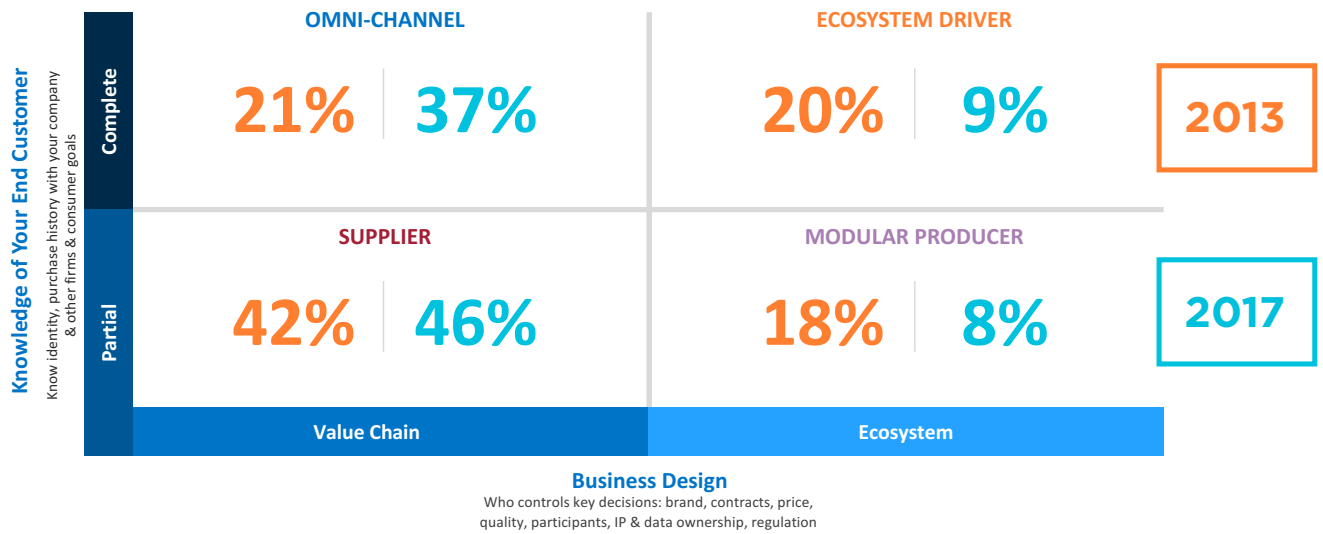 Knowledge of Your End Customer
Know identity, purchase history with your company
& other firms & consumer goals
Complete
OMNI-CHANNEL
21%
37%
ECOSYSTEM DRIVER
20%
9%
2013
Partial
SUPPLIER
42%
46%
MODULAR PRODUCER
18%
8%
2017
Value Chain
Ecosystem
Business Design
Who controls key decisions: brand, contracts, price,
quality, participants, IP & data ownership, regulation